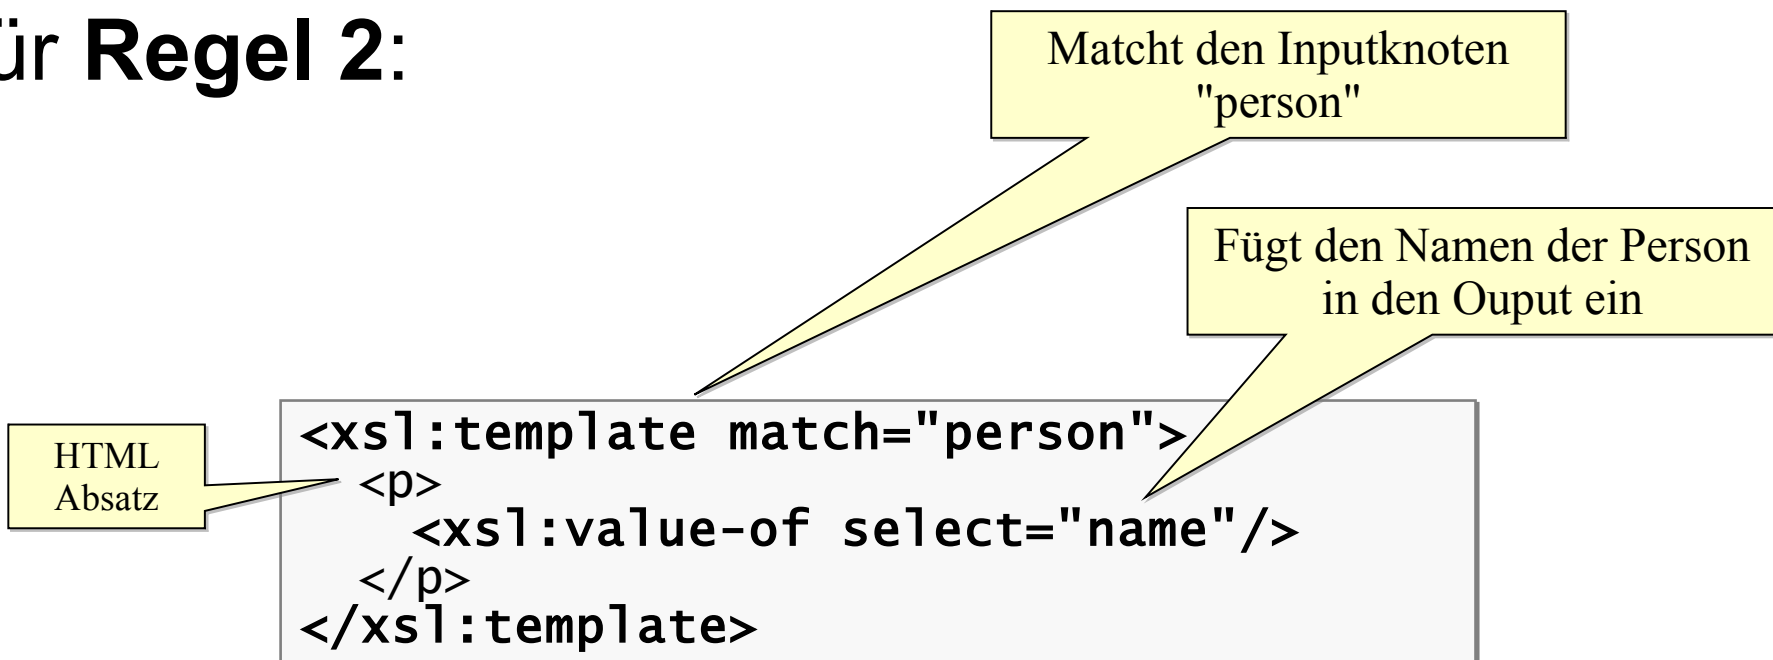 ür Regel 2:
Matcht den Inputknoten
"person"
Fügt den Namen der Person
in den Ouput ein
HTML
Absatz
<xsl:template match="person">
<p>
<xsl:value-of select="name"/>
</p>
</xsl:template>